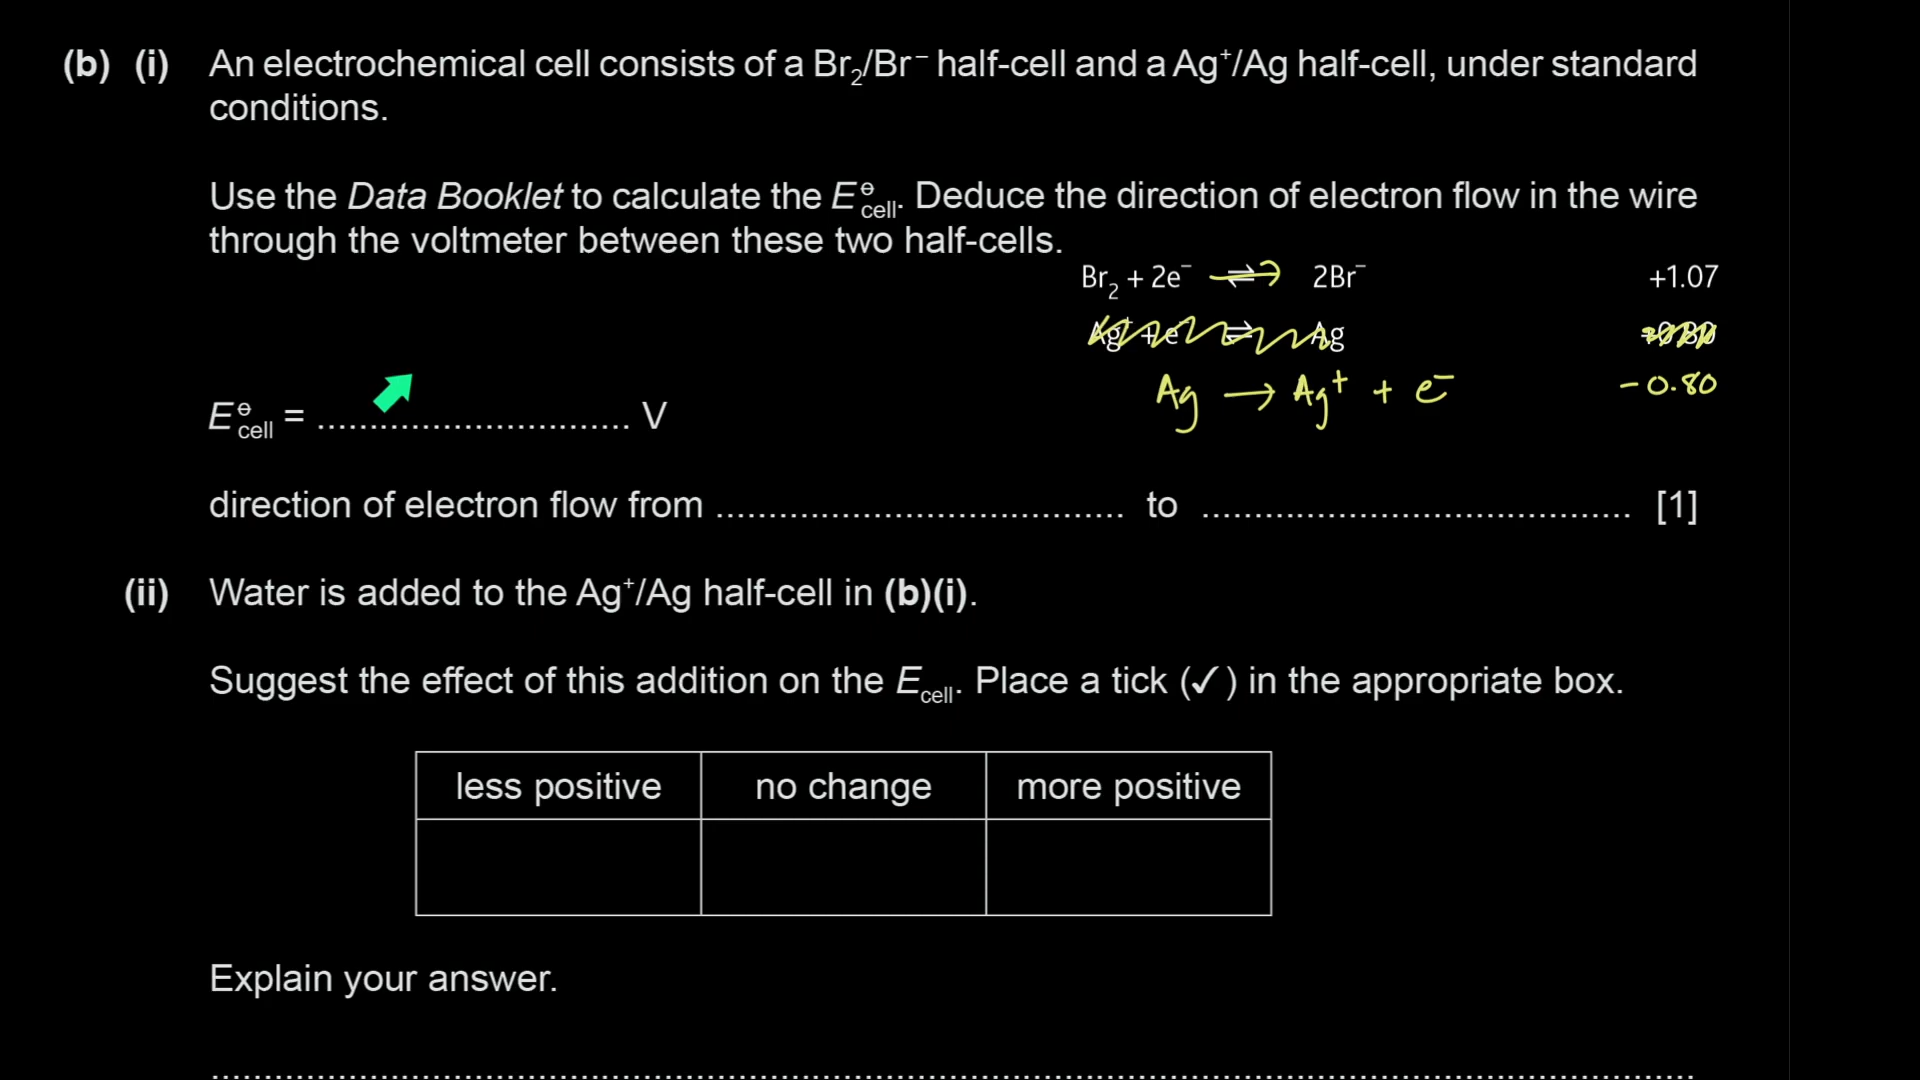 (b) (i) An electrochemical cell consists of a Br₂/Br⁻ half-cell and a Ag⁺/Ag half-cell, under standard
conditions.
Use the Data Booklet to calculate the E⦵cell. Deduce the direction of electron flow in the wire
through the voltmeter between these two half-cells.
Br₂ + 2e⁻ ⇌ 2Br⁻ +1.07
Ag⁺ + e⁻ ⇌ Ag +0.80
Ag → Ag⁺ + e⁻ -0.80
E⦵cell = .............................. V
direction of electron flow from ....................................... to ......................................... [1]
(ii) Water is added to the Ag⁺/Ag half-cell in (b)(i).
Suggest the effect of this addition on the Ecell. Place a tick (✓) in the appropriate box.
less positive no change more positive
Explain your answer.